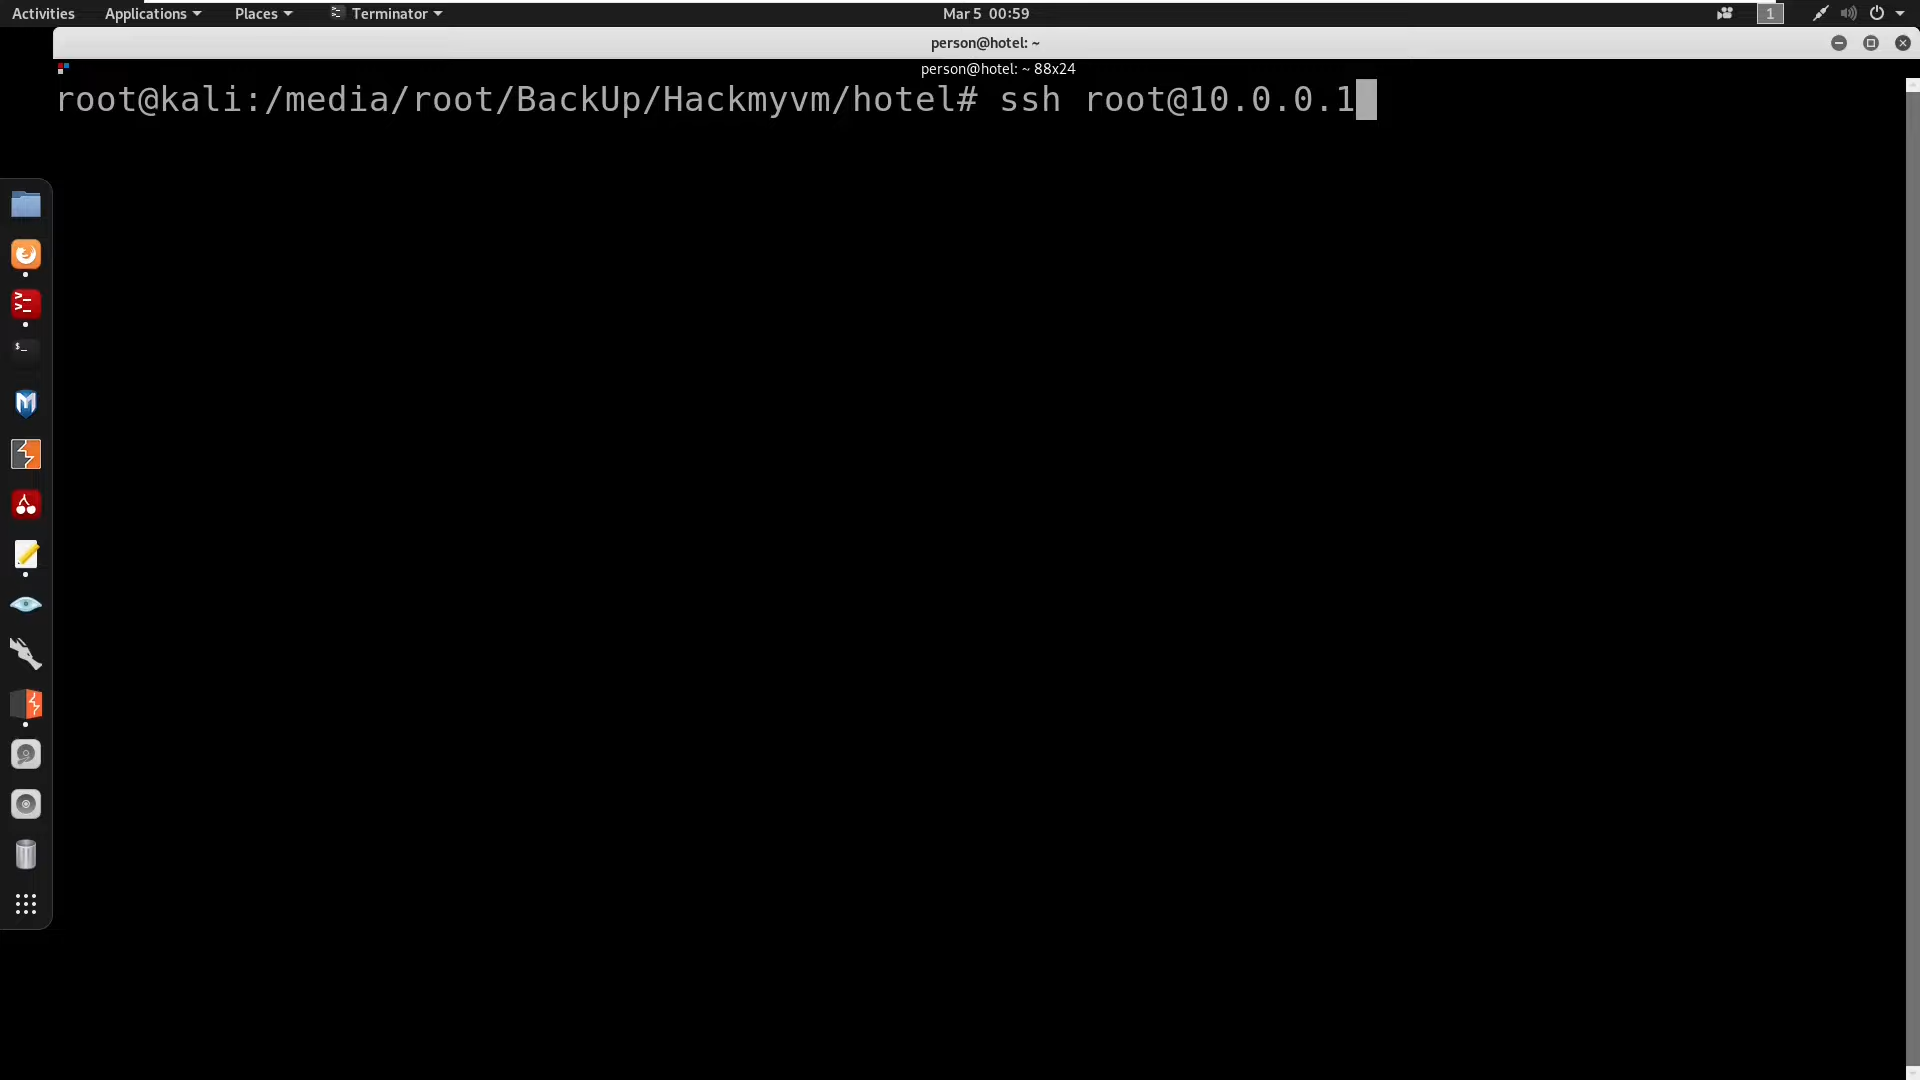 Activities Applications Places Terminator Mar 5 00:59 1
person@hotel: ~
person@hotel: ~ 88x24
root@kali:/media/root/BackUp/Hackmyvm/hotel# ssh root@10.0.0.1